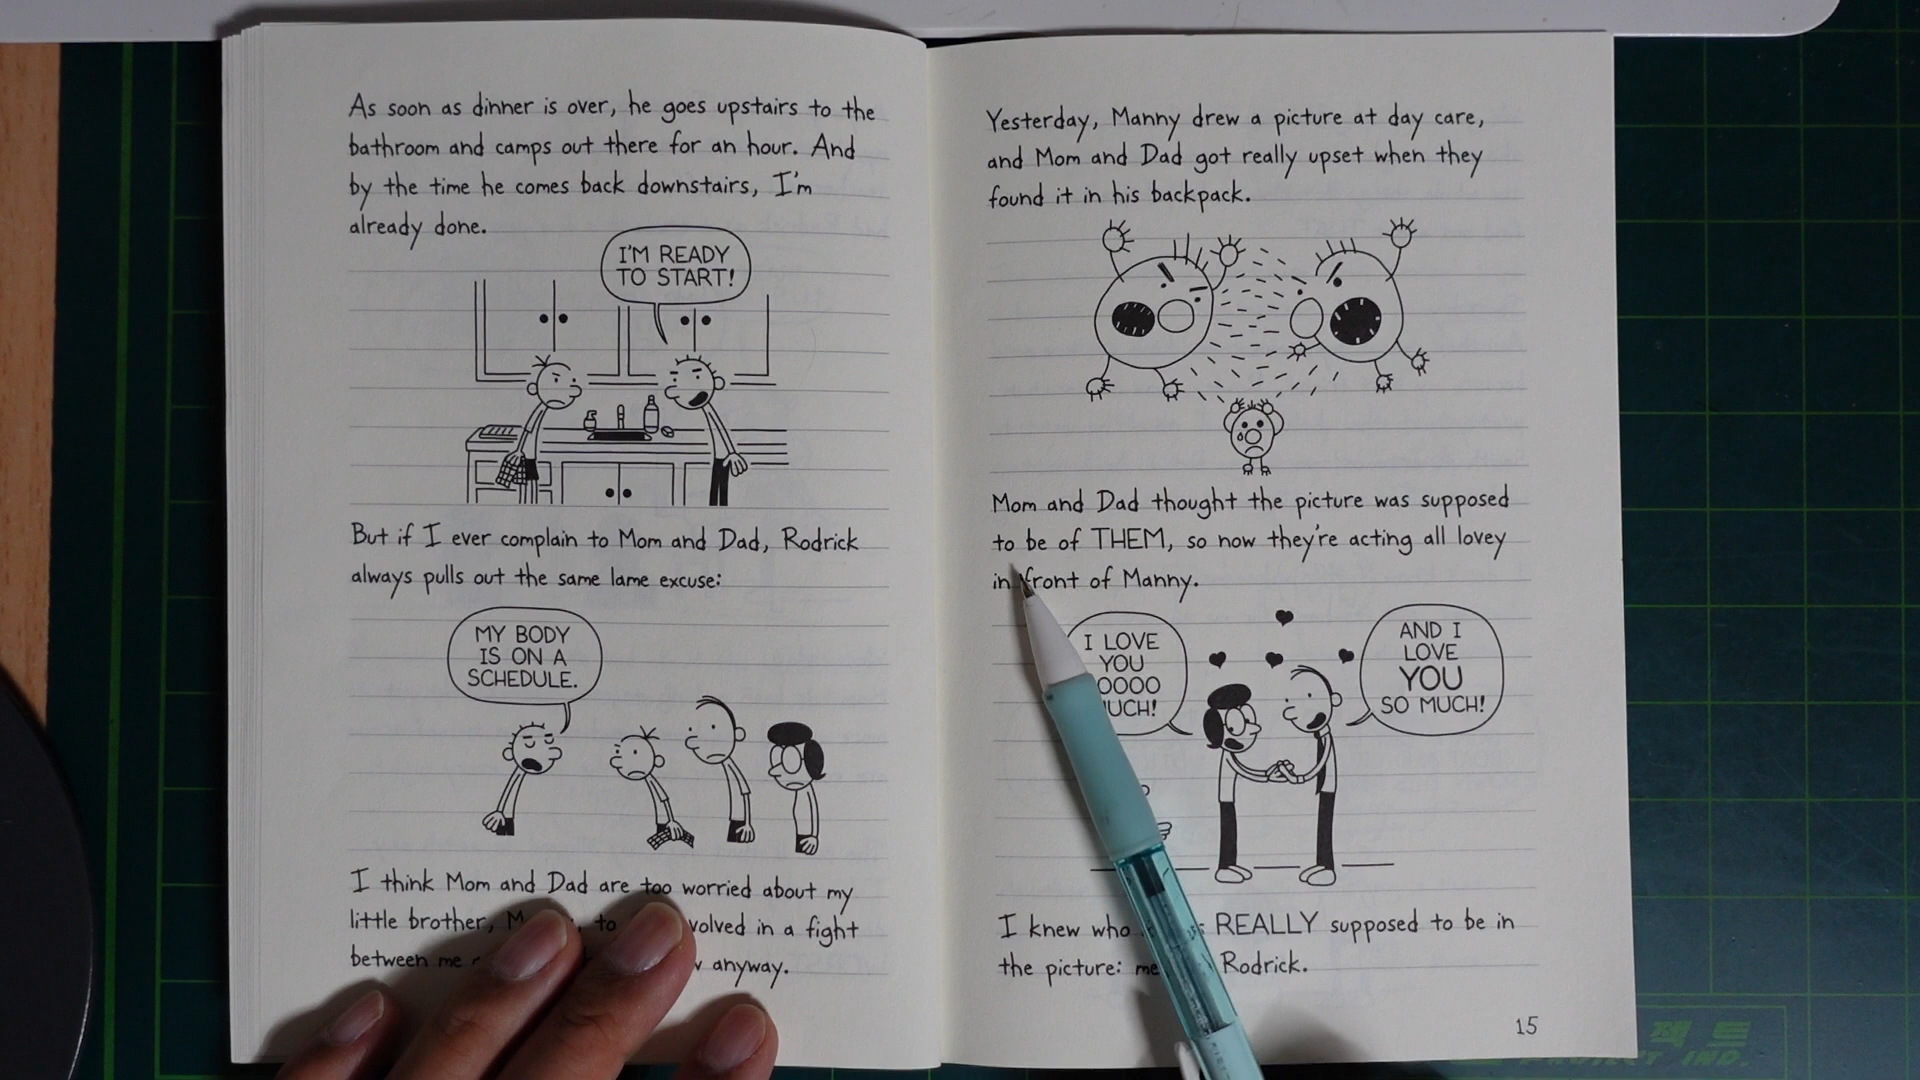 As soon as dinner is over, he goes upstairs to the
bathroom and camps out there for an hour. And
by the time he comes back downstairs, I'm
already done.
I'M READY
TO START!
But if I ever complain to Mom and Dad, Rodrick
always pulls out the same lame excuse:
MY BODY
IS ON A
SCHEDULE.
I think Mom and Dad are too worried about my
little brother, to in a fight
between me anyway.
Yesterday, Manny drew a picture at day care,
and Mom and Dad got really upset when they
found it in his backpack.
Mom and Dad thought the picture was supposed
to be of THEM, so now they're acting all lovey
in front of Manny.
I LOVE
YOU
OOOO
UCH!
AND I
LOVE
YOU
SO MUCH!
I knew who REALLY supposed to be in
the picture: me Rodrick.
15
젝트
PROJECT IND.